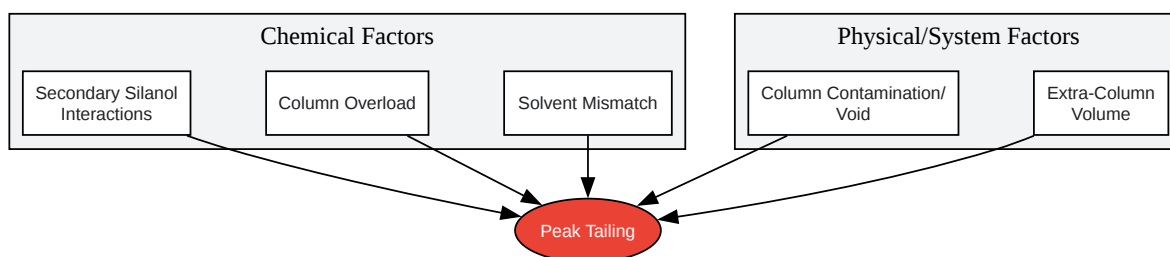 Chemical Factors
Secondary Silanol
Interactions
Column Overload
Solvent Mismatch
Physical/System Factors
Column Contamination/
Void
Extra-Column
Volume
Peak Tailing